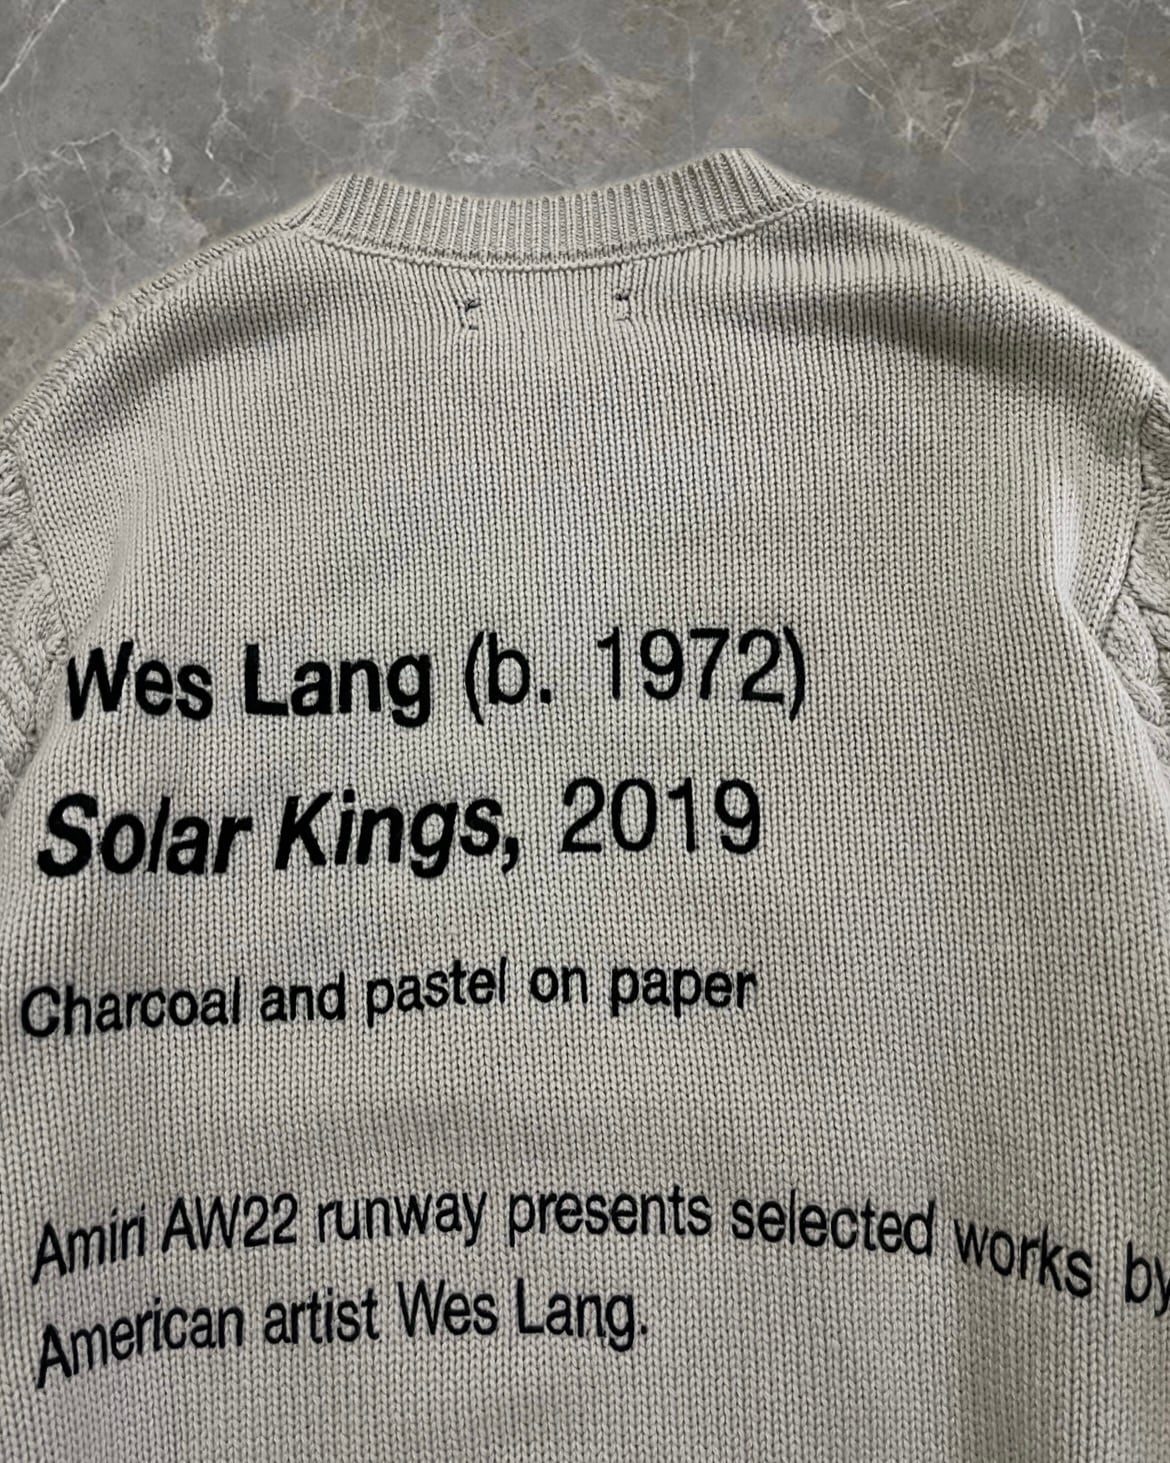 Wes Lang (b. 1972)
Solar Kings, 2019
Charcoal and pastel on paper
Amiri AW22 runway presents selected works by
American artist Wes Lang.